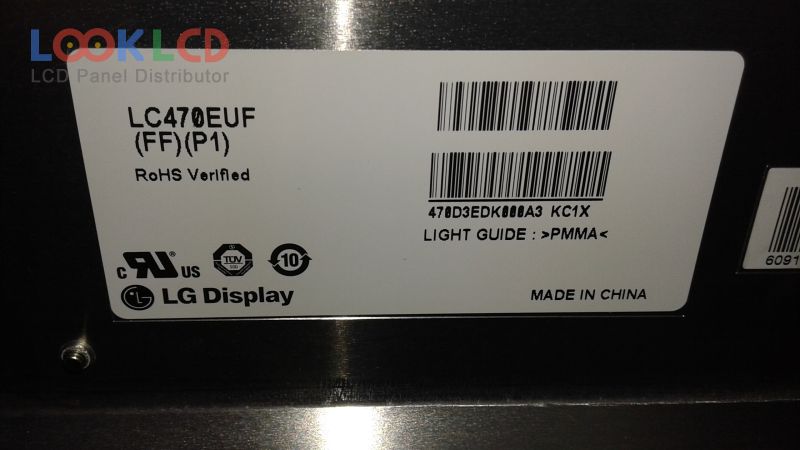 LOOKLCD
LCD Panel Distributor
LC470EUF
(FF)(P1)
RoHS Verified
470D3EDK000A3 KC1X
LIGHT GUIDE : >PMMA<
c RU US
TÜV
10
LG Display
MADE IN CHINA
6091